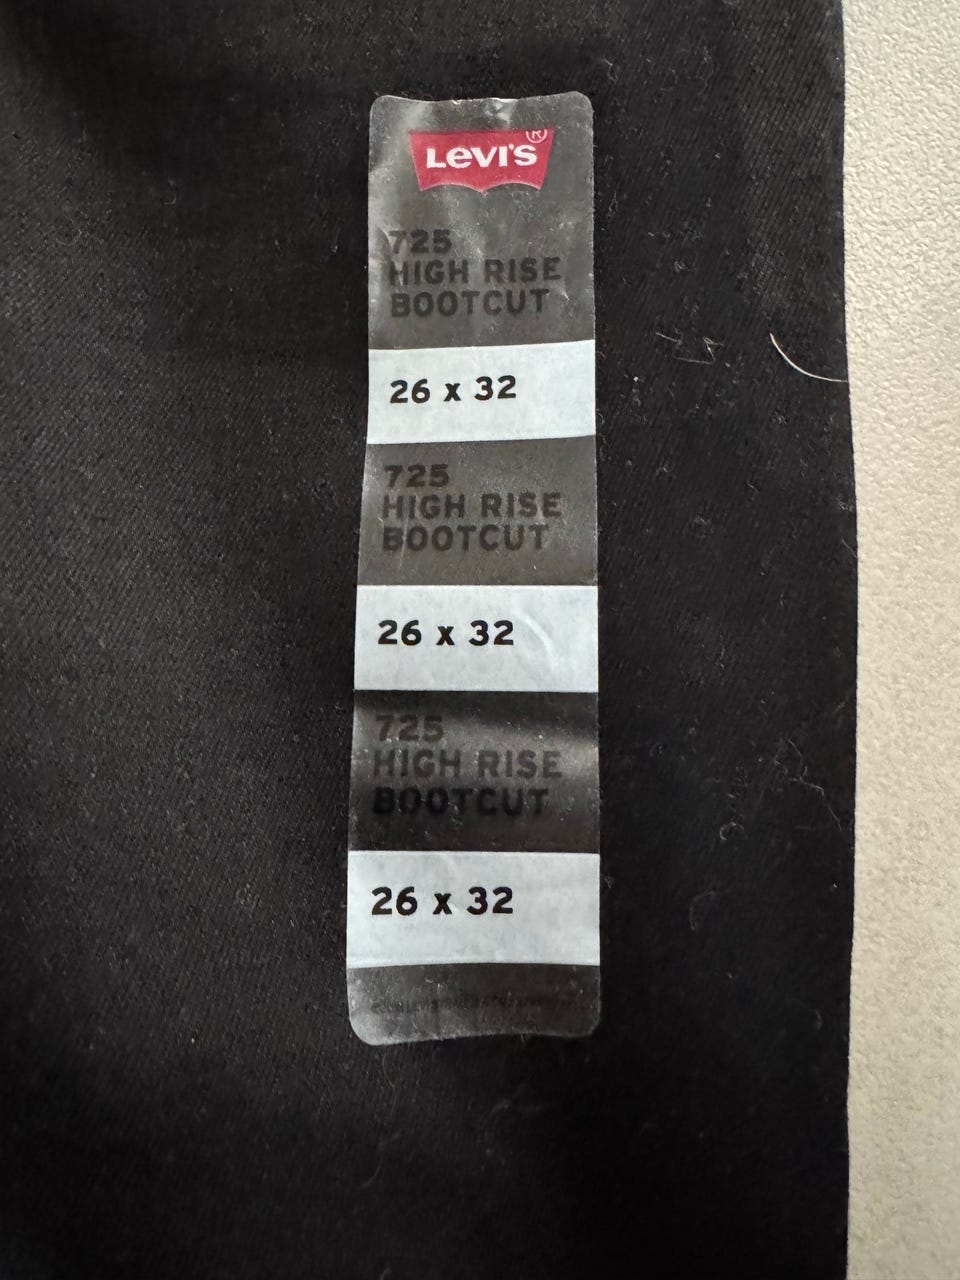 Levi's®
725
HIGH RISE
BOOTCUT
26 x 32
725
HIGH RISE
BOOTCUT
26 x 32
725
HIGH RISE
BOOTCUT
26 x 32